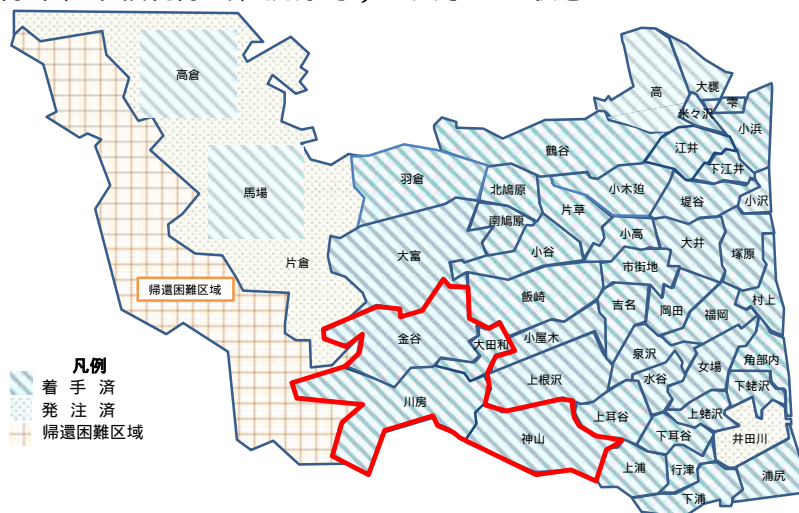 高倉
高
大甕
雫
米々沢
小浜
江井
鶴谷
下江井
羽倉
北鳩原
小木廹
馬場
堤谷
小沢
片草
南鳩原
小高
大井
塚原
大富
小谷
市街地
片倉
帰還困難区域
飯崎
吉名
岡田
福岡
村上
金谷
大田和
小屋木
泉沢
女場
角部内
凡例
着 手 済
発 注 済
帰還困難区域
上根沢
水谷
下蛯沢
川房
上耳谷
上蛯沢
神山
下耳谷
井田川
上浦
行津
浦尻
下浦